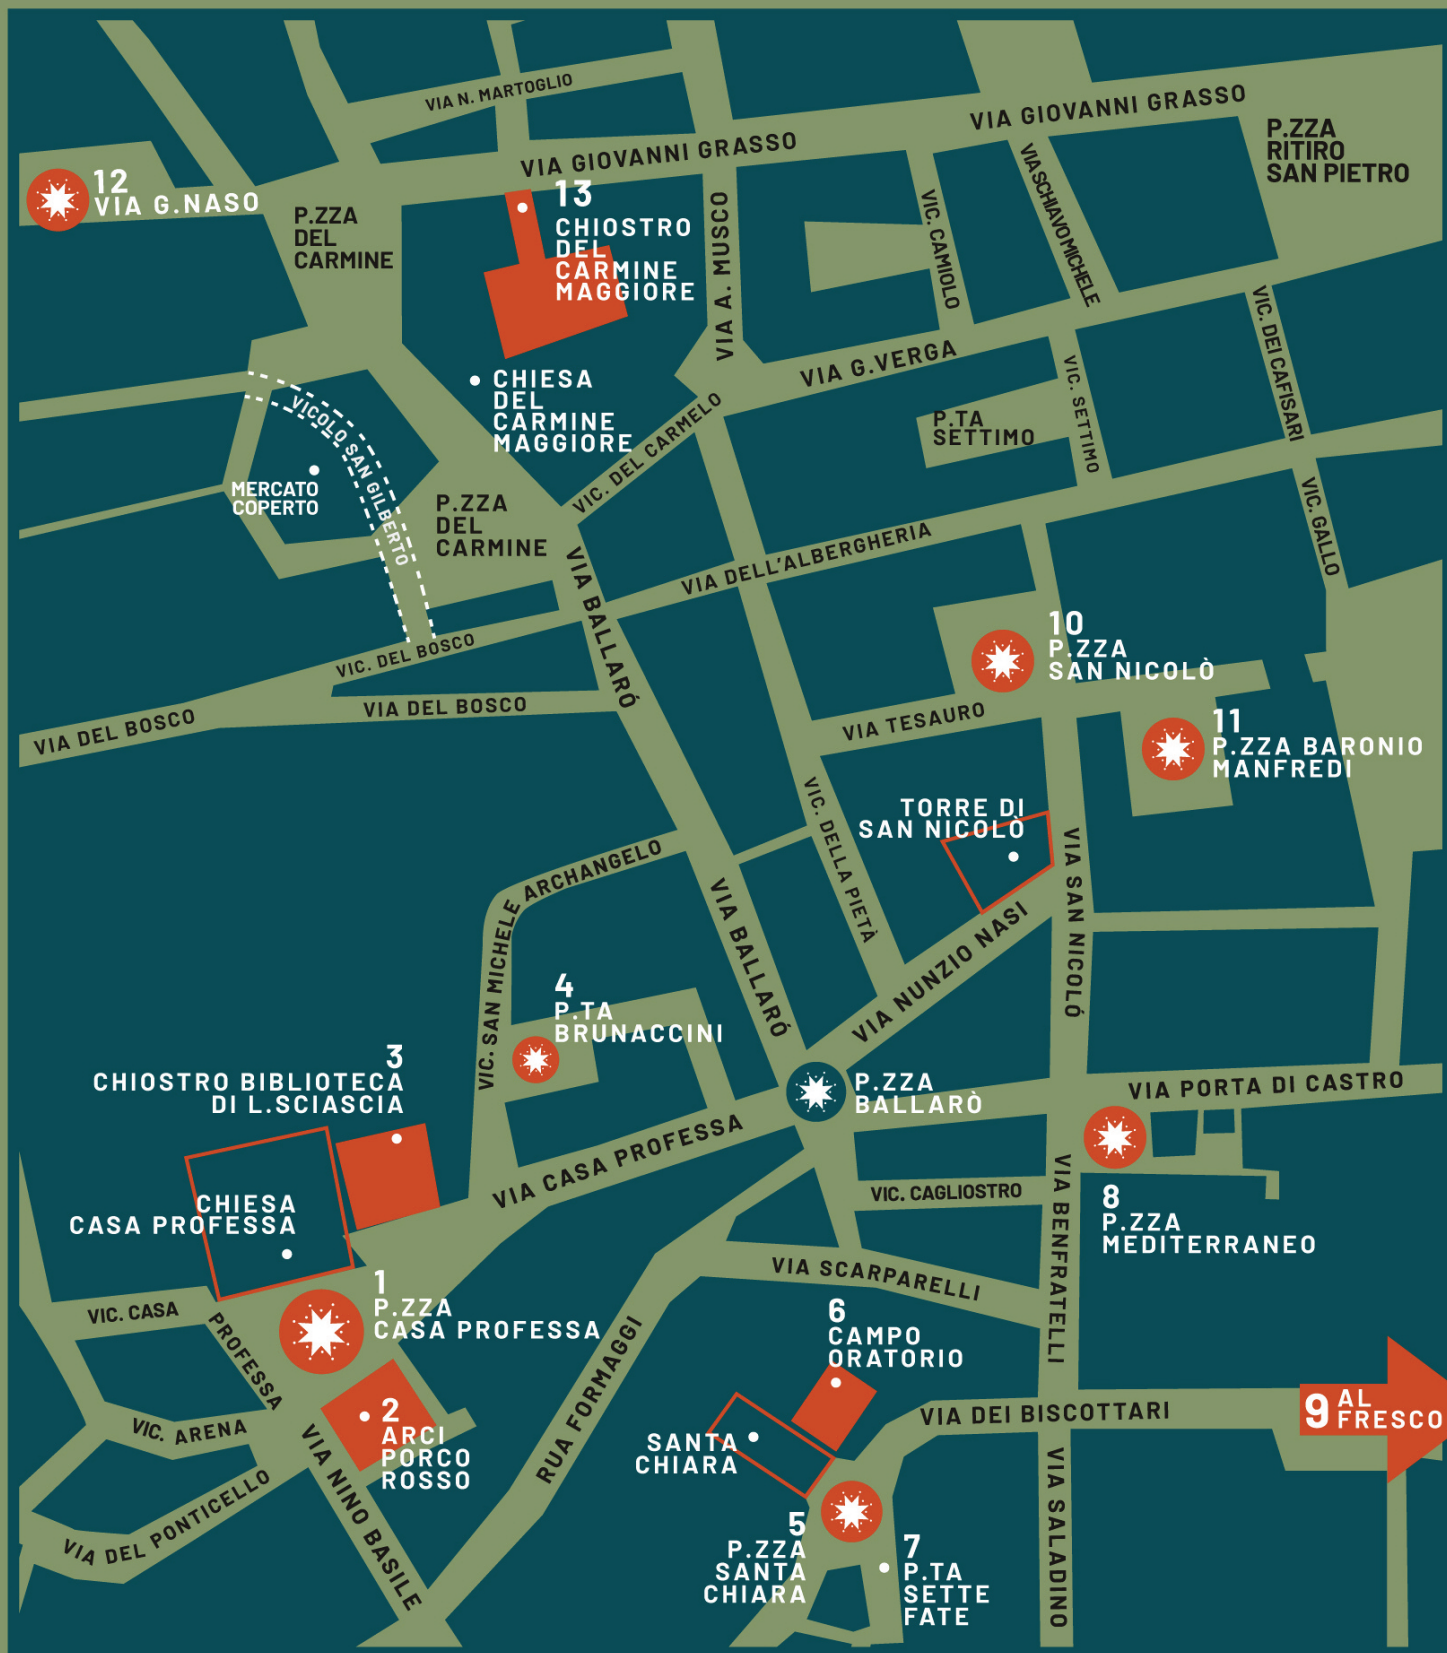 VIA N. MARTOGLIO
VIA GIOVANNI GRASSO
VIA GIOVANNI GRASSO
P.ZZA
RITIRO
SAN PIETRO
12
VIA G.NASO
P.ZZA
DEL
CARMINE
13
CHIOSTRO
DEL
CARMINE
MAGGIORE
VIA A. MUSCO
VIC. CAMIOLO
VIA SCHIAVO MICHELE
VIC. DEI CAFISARI
VIA G.VERGA
CHIESA
DEL
CARMINE
MAGGIORE
VIC. DEL CARMELO
P.TA
SETTIMO
VIC. SETTIMO
VICOLO SAN GILBERTO
MERCATO
COPERTO
P.ZZA
DEL
CARMINE
VIC. GALLO
VIA DELL'ALBERGHERIA
VIA BALLARÓ
VIC. DEL BOSCO
VIA DEL BOSCO
VIA DEL BOSCO
10
P.ZZA
SAN NICOLÒ
VIA TESAURO
11
P.ZZA BARONIO
MANFREDI
TORRE DI
SAN NICOLÒ
VIC. DELLA PIETÀ
VIA SAN NICOLÓ
VIC. SAN MICHELE ARCHANGELO
VIA BALLARÓ
VIA NUNZIO NASI
4
P.TA
BRUNACCINI
3
CHIOSTRO BIBLIOTECA
DI L.SCIASCIA
P.ZZA
BALLARÒ
VIA PORTA DI CASTRO
VIA CASA PROFESSA
CHIESA
CASA PROFESSA
VIC. CAGLIOSTRO
VIA BENFRATELLI
8
P.ZZA
MEDITERRANEO
VIA SCARPARELLI
1
P.ZZA
CASA PROFESSA
VIC. CASA
PROFESSA
6
CAMPO
ORATORIO
RUA FORMAGGI
2
ARCI
PORCO
ROSSO
VIC. ARENA
VIA DEI BISCOTTARI
9 AL
FRESCO
SANTA
CHIARA
VIA NINO BASILE
VIA DEL PONTICELLO
5
P.ZZA
SANTA
CHIARA
7
P.TA
SETTE
FATE
VIA SALADINO